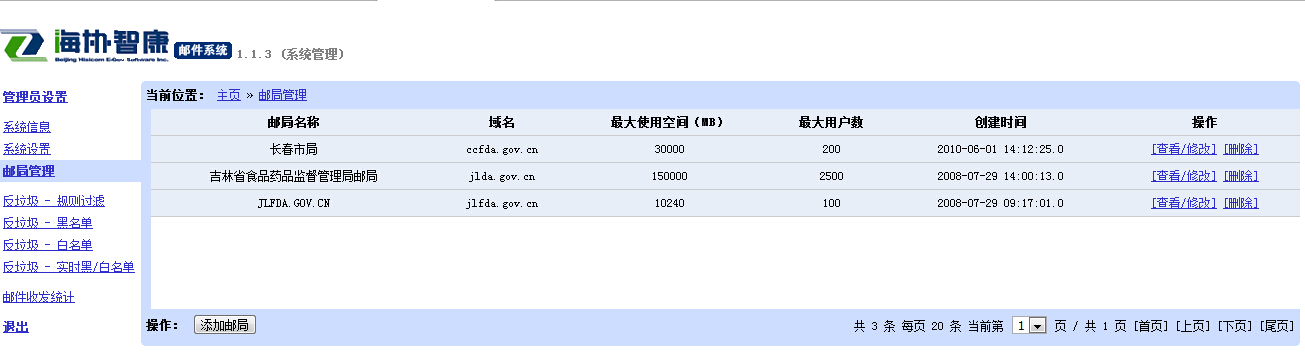 海协智康 邮件系统 1.1.3 (系统管理)
Beijing Hisicom E-Gov Software Inc.
管理员设置
系统信息
系统设置
邮局管理
反垃圾 - 规则过滤
反垃圾 - 黑名单
反垃圾 - 白名单
反垃圾 - 实时黑/白名单
邮件收发统计
退出
当前位置: 主页 » 邮局管理
邮局名称 域名 最大使用空间(MB) 最大用户数 创建时间 操作
长春市局 ccfda.gov.cn 30000 200 2010-06-01 14:12:25.0 [查看/修改] [删除]
吉林省食品药品监督管理局邮局 jlda.gov.cn 150000 2500 2008-07-29 14:00:13.0 [查看/修改] [删除]
JLFDA.GOV.CN jlfda.gov.cn 10240 100 2008-07-29 09:17:01.0 [查看/修改] [删除]
操作: 添加邮局 共 3 条 每页 20 条 当前第 1 页 / 共 1 页 [首页] [上页] [下页] [尾页]